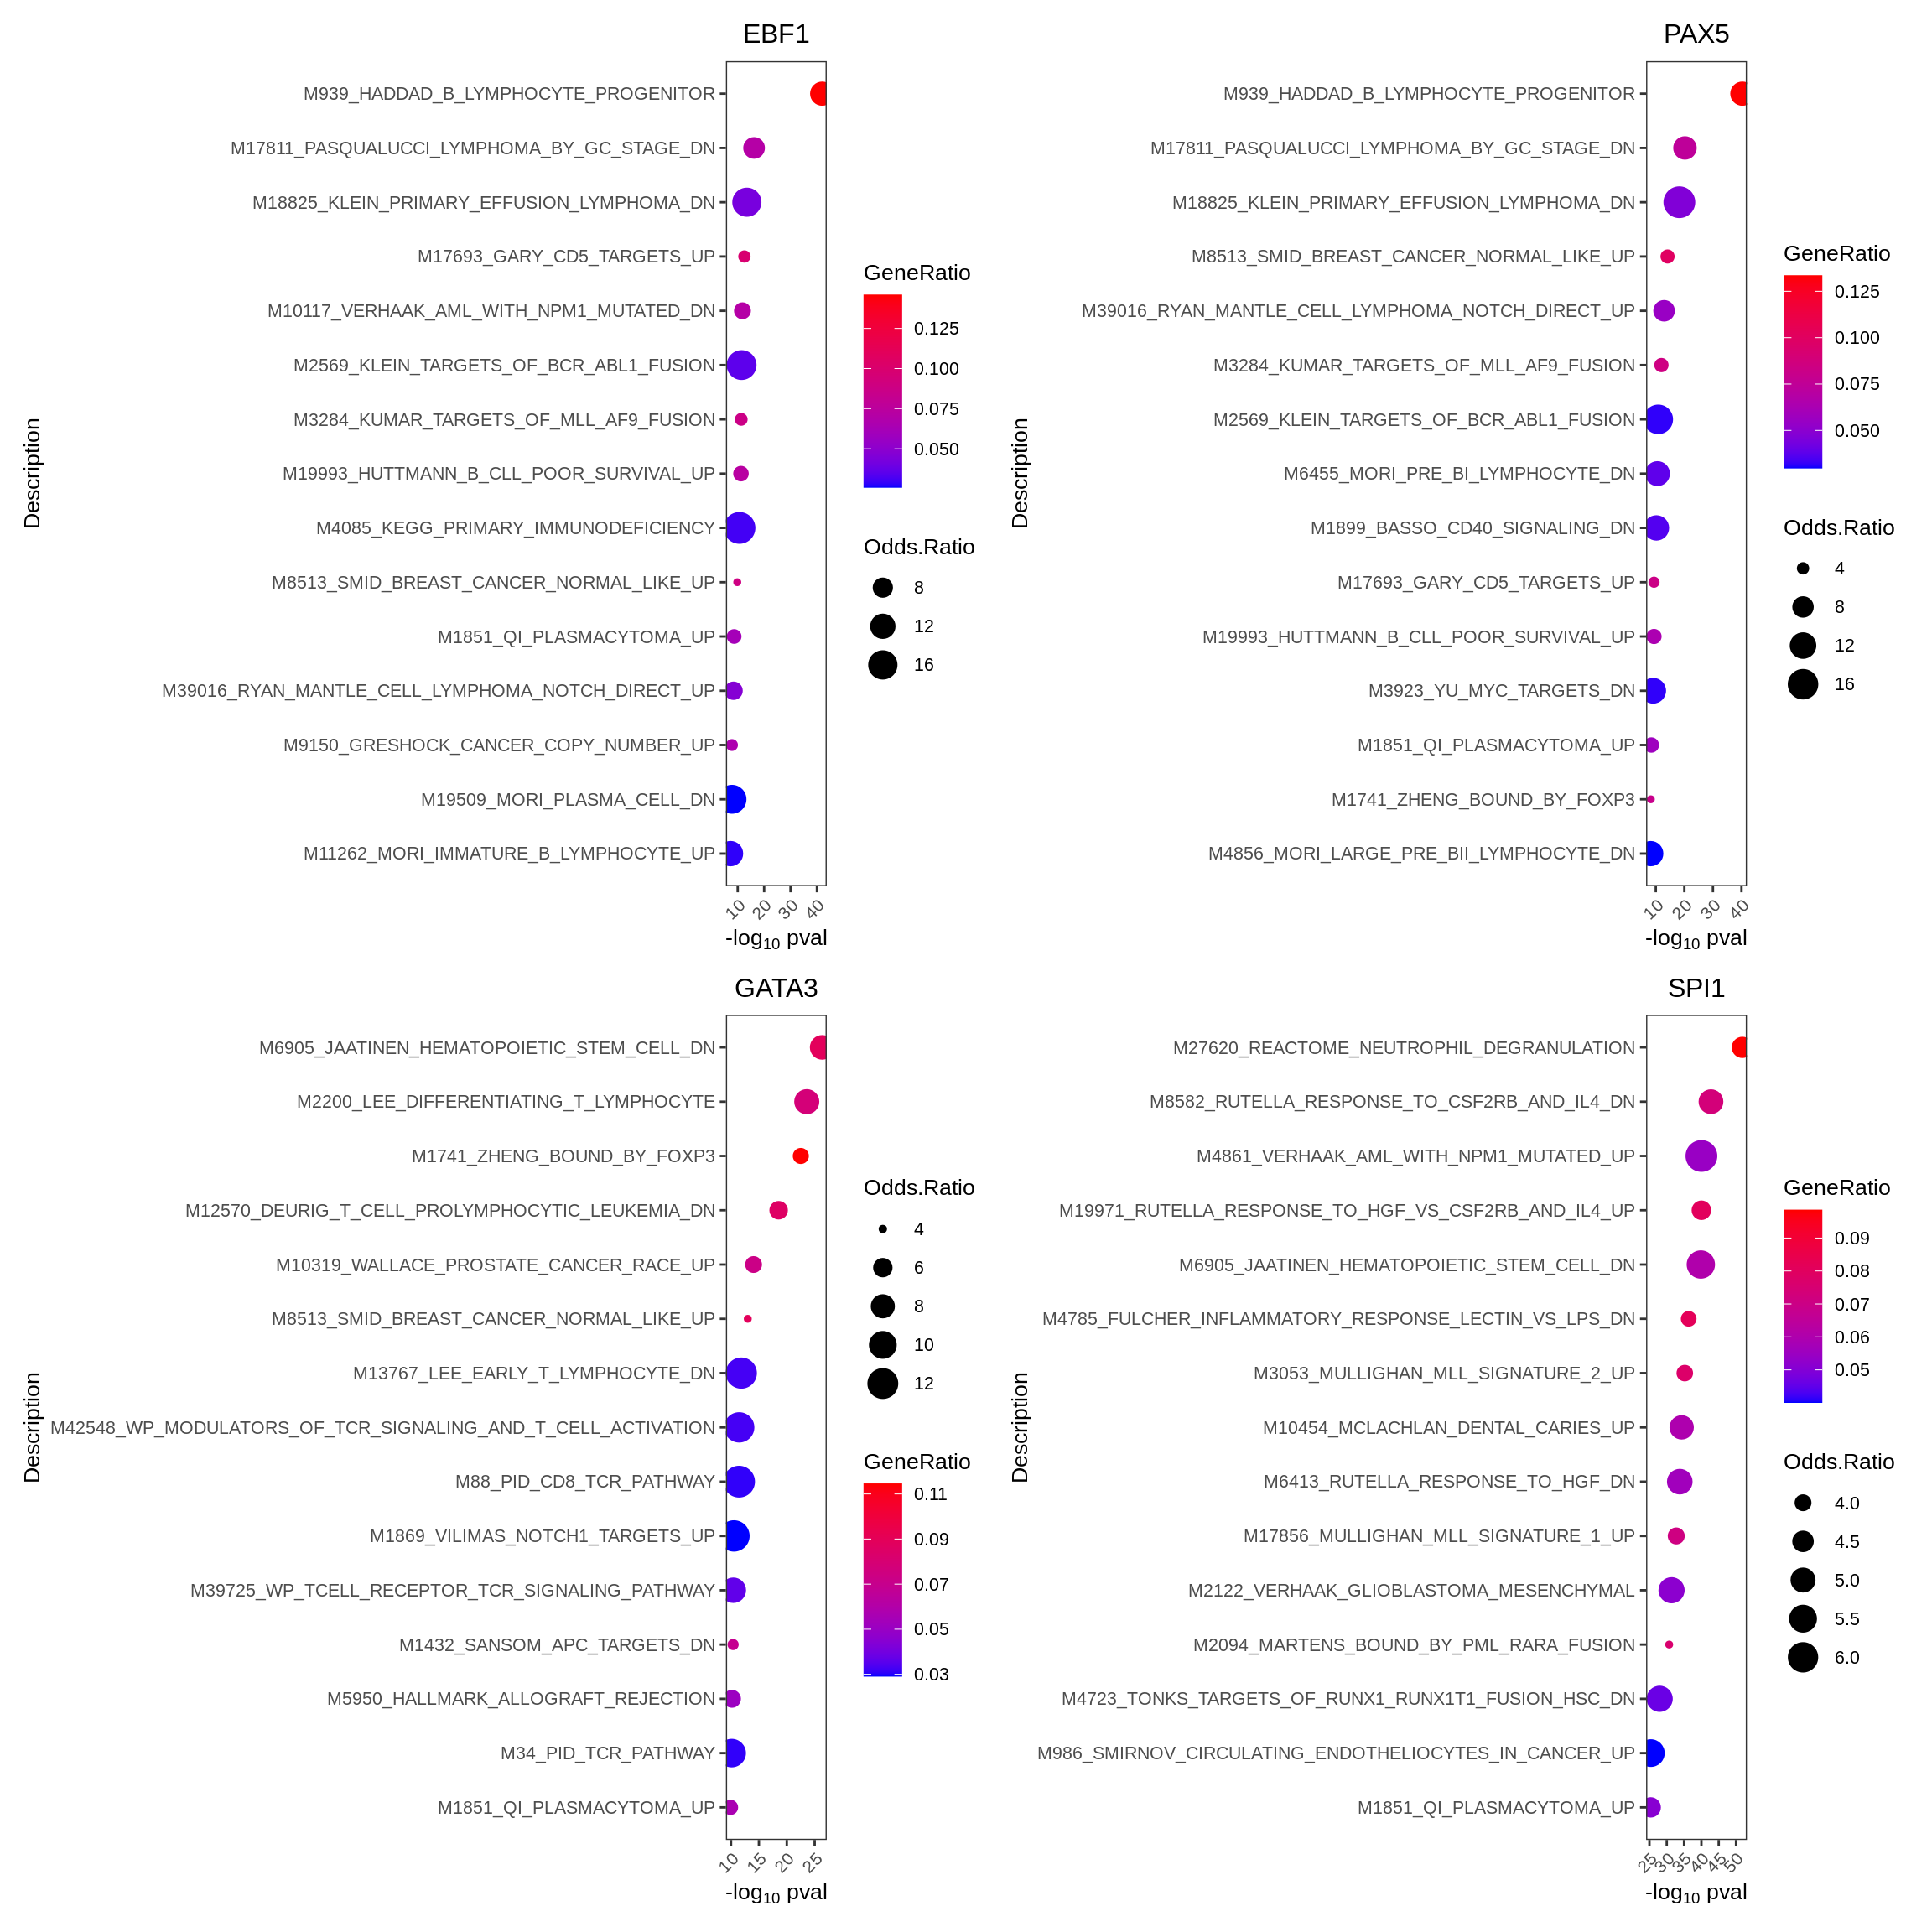 EBF1
Description
M939_HADDAD_B_LYMPHOCYTE_PROGENITOR
M17811_PASQUALUCCI_LYMPHOMA_BY_GC_STAGE_DN
M18825_KLEIN_PRIMARY_EFFUSION_LYMPHOMA_DN
M17693_GARY_CD5_TARGETS_UP
M10117_VERHAAK_AML_WITH_NPM1_MUTATED_DN
M2569_KLEIN_TARGETS_OF_BCR_ABL1_FUSION
M3284_KUMAR_TARGETS_OF_MLL_AF9_FUSION
M19993_HUTTMANN_B_CLL_POOR_SURVIVAL_UP
M4085_KEGG_PRIMARY_IMMUNODEFICIENCY
M8513_SMID_BREAST_CANCER_NORMAL_LIKE_UP
M1851_QI_PLASMACYTOMA_UP
M39016_RYAN_MANTLE_CELL_LYMPHOMA_NOTCH_DIRECT_UP
M9150_GRESHOCK_CANCER_COPY_NUMBER_UP
M19509_MORI_PLASMA_CELL_DN
M11262_MORI_IMMATURE_B_LYMPHOCYTE_UP
10 20 30 40
-log10 pval
GeneRatio
0.125
0.100
0.075
0.050
Odds.Ratio
8
12
16
PAX5
Description
M939_HADDAD_B_LYMPHOCYTE_PROGENITOR
M17811_PASQUALUCCI_LYMPHOMA_BY_GC_STAGE_DN
M18825_KLEIN_PRIMARY_EFFUSION_LYMPHOMA_DN
M8513_SMID_BREAST_CANCER_NORMAL_LIKE_UP
M39016_RYAN_MANTLE_CELL_LYMPHOMA_NOTCH_DIRECT_UP
M3284_KUMAR_TARGETS_OF_MLL_AF9_FUSION
M2569_KLEIN_TARGETS_OF_BCR_ABL1_FUSION
M6455_MORI_PRE_BI_LYMPHOCYTE_DN
M1899_BASSO_CD40_SIGNALING_DN
M17693_GARY_CD5_TARGETS_UP
M19993_HUTTMANN_B_CLL_POOR_SURVIVAL_UP
M3923_YU_MYC_TARGETS_DN
M1851_QI_PLASMACYTOMA_UP
M1741_ZHENG_BOUND_BY_FOXP3
M4856_MORI_LARGE_PRE_BII_LYMPHOCYTE_DN
10 20 30 40
-log10 pval
GeneRatio
0.125
0.100
0.075
0.050
Odds.Ratio
4
8
12
16
GATA3
Description
M6905_JAATINEN_HEMATOPOIETIC_STEM_CELL_DN
M2200_LEE_DIFFERENTIATING_T_LYMPHOCYTE
M1741_ZHENG_BOUND_BY_FOXP3
M12570_DEURIG_T_CELL_PROLYMPHOCYTIC_LEUKEMIA_DN
M10319_WALLACE_PROSTATE_CANCER_RACE_UP
M8513_SMID_BREAST_CANCER_NORMAL_LIKE_UP
M13767_LEE_EARLY_T_LYMPHOCYTE_DN
M42548_WP_MODULATORS_OF_TCR_SIGNALING_AND_T_CELL_ACTIVATION
M88_PID_CD8_TCR_PATHWAY
M1869_VILIMAS_NOTCH1_TARGETS_UP
M39725_WP_TCELL_RECEPTOR_TCR_SIGNALING_PATHWAY
M1432_SANSOM_APC_TARGETS_DN
M5950_HALLMARK_ALLOGRAFT_REJECTION
M34_PID_TCR_PATHWAY
M1851_QI_PLASMACYTOMA_UP
10 15 20 25
-log10 pval
Odds.Ratio
4
6
8
10
12
GeneRatio
0.11
0.09
0.07
0.05
0.03
SPI1
Description
M27620_REACTOME_NEUTROPHIL_DEGRANULATION
M8582_RUTELLA_RESPONSE_TO_CSF2RB_AND_IL4_DN
M4861_VERHAAK_AML_WITH_NPM1_MUTATED_UP
M19971_RUTELLA_RESPONSE_TO_HGF_VS_CSF2RB_AND_IL4_UP
M6905_JAATINEN_HEMATOPOIETIC_STEM_CELL_DN
M4785_FULCHER_INFLAMMATORY_RESPONSE_LECTIN_VS_LPS_DN
M3053_MULLIGHAN_MLL_SIGNATURE_2_UP
M10454_MCLACHLAN_DENTAL_CARIES_UP
M6413_RUTELLA_RESPONSE_TO_HGF_DN
M17856_MULLIGHAN_MLL_SIGNATURE_1_UP
M2122_VERHAAK_GLIOBLASTOMA_MESENCHYMAL
M2094_MARTENS_BOUND_BY_PML_RARA_FUSION
M4723_TONKS_TARGETS_OF_RUNX1_RUNX1T1_FUSION_HSC_DN
M986_SMIRNOV_CIRCULATING_ENDOTHELIOCYTES_IN_CANCER_UP
M1851_QI_PLASMACYTOMA_UP
25 30 35 40 45 50
-log10 pval
GeneRatio
0.09
0.08
0.07
0.06
0.05
Odds.Ratio
4.0
4.5
5.0
5.5
6.0